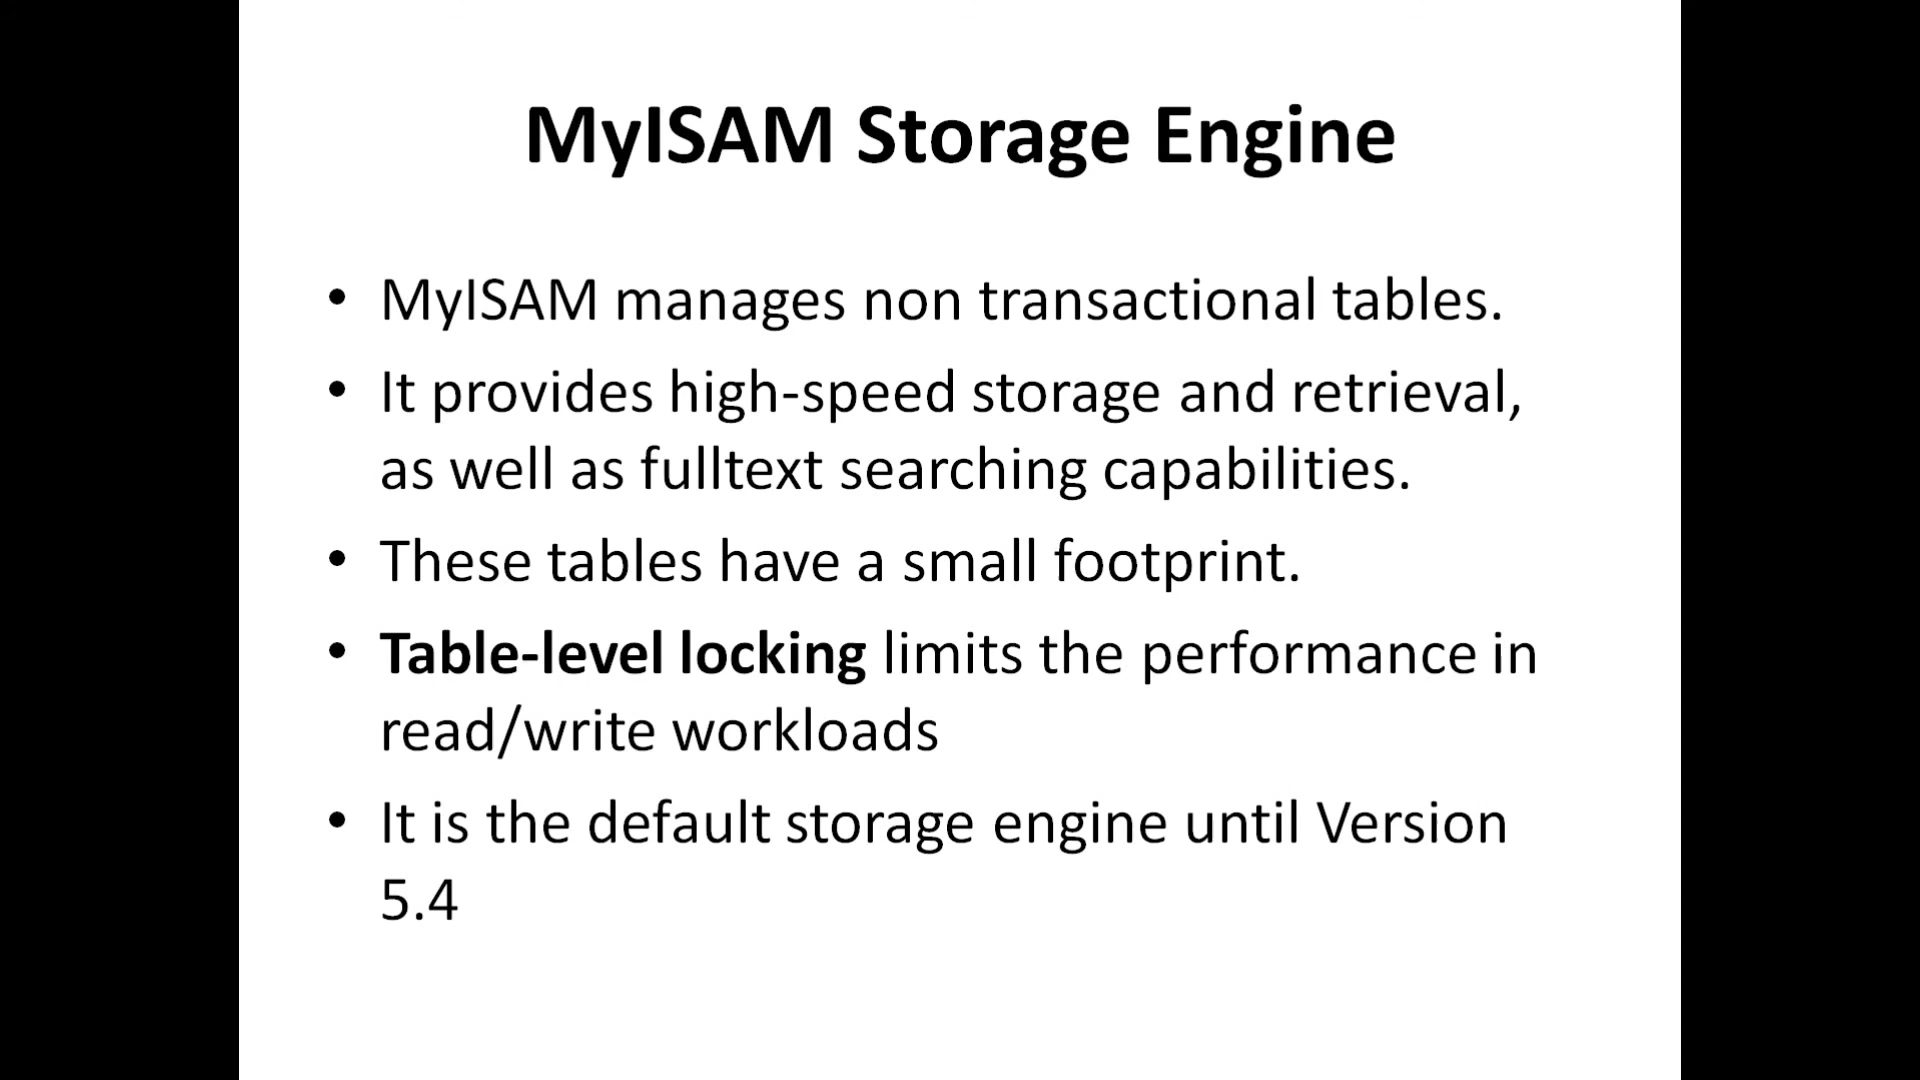 MyISAM Storage Engine
• MyISAM manages non transactional tables.
• It provides high-speed storage and retrieval,
as well as fulltext searching capabilities.
• These tables have a small footprint.
• Table-level locking limits the performance in
read/write workloads
• It is the default storage engine until Version
5.4